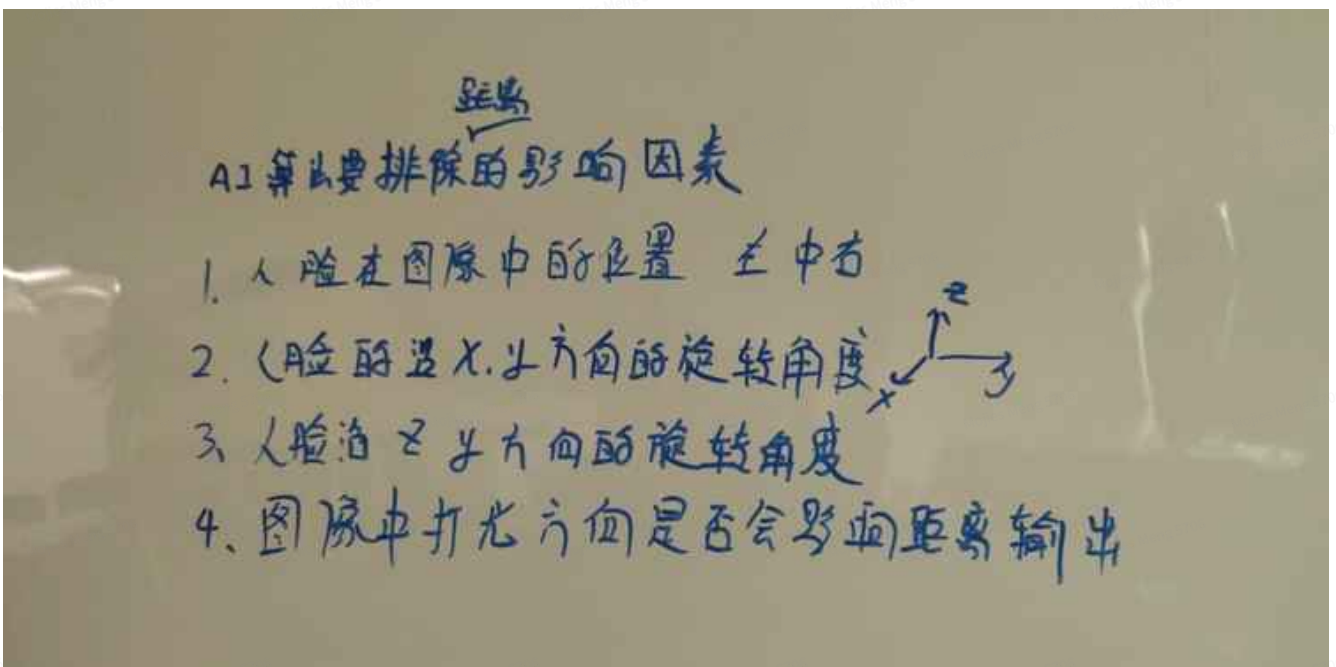 距离
AI算法要排除的影响因素
1. 人脸在图像中的位置 左中右
2. 人脸的沿X.y方向的旋转角度
z
x
y
3、人脸沿z y方向的旋转角度
4、图像中打光方向是否会影响距离输出